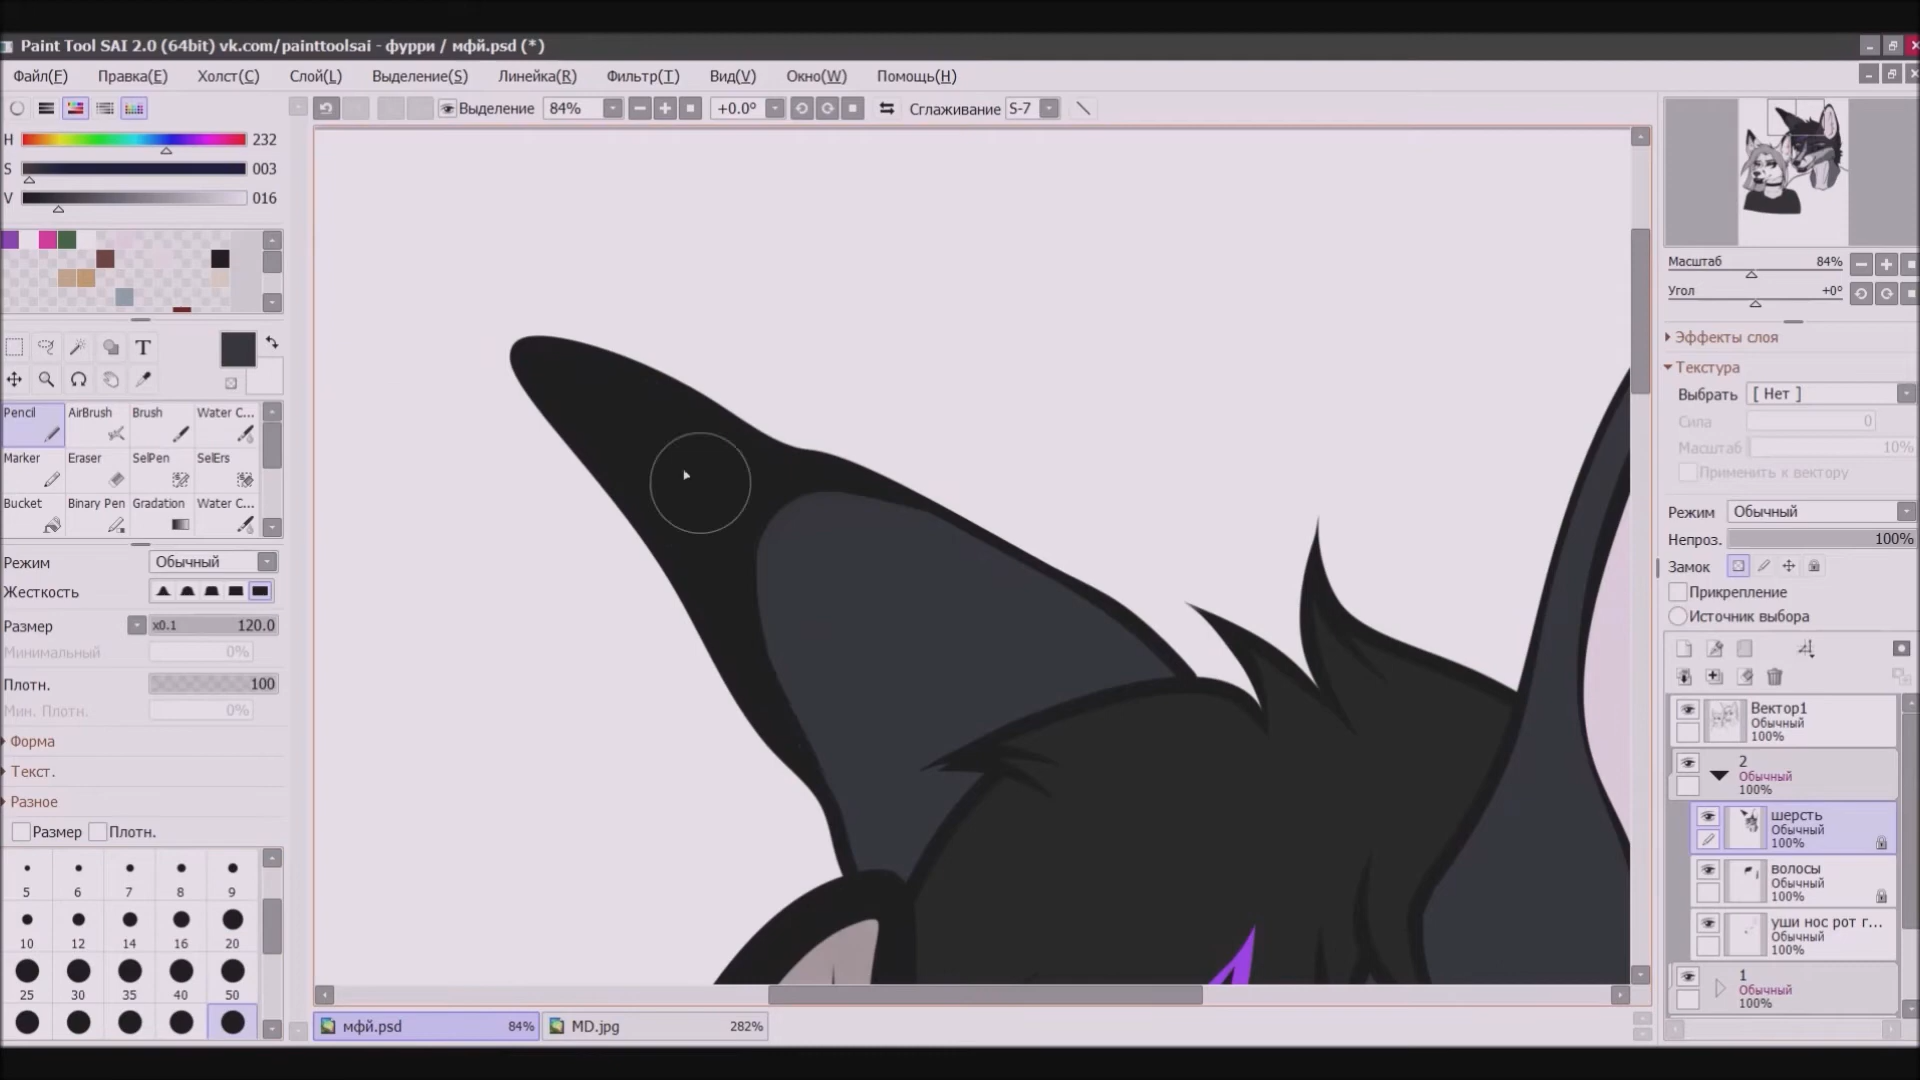 Paint Tool SAI 2.0 (64bit) vk.com/painttoolsai - фурри / мфй.psd (*)
Файл(F) Правка(E) Холст(C) Слой(L) Выделение(S) Линейка(R) Фильтр(T) Вид(V) Окно(W) Помощь(H)
Выделение 84% +0.0° Сглаживание S-7
H 232
S 003
V 016
T
Pencil AirBrush Brush Water C...
Marker Eraser SelPen SelErs
Bucket Binary Pen Gradation Water C...
Режим Обычный
Жесткость
Размер x0.1 120.0
Минимальный 0%
Плотн. 100
Мин. Плотн. 0%
Форма
Текст.
Разное
Размер Плотн.
5 6 7 8 9
10 12 14 16 20
25 30 35 40 50
мфй.psd 84% MD.jpg 282%
Масштаб 84%
Угол +0°
Эффекты слоя
Текстура
Выбрать [ Нет ]
Сила 0
Масштаб 10%
Применить к вектору
Режим Обычный
Непроз. 100%
Замок
Прикрепление
Источник выбора
Вектор1
Обычный
100%
2
Обычный
100%
шерсть
Обычный
100%
волосы
Обычный
100%
уши нос рот г...
Обычный
100%
1
Обычный
100%